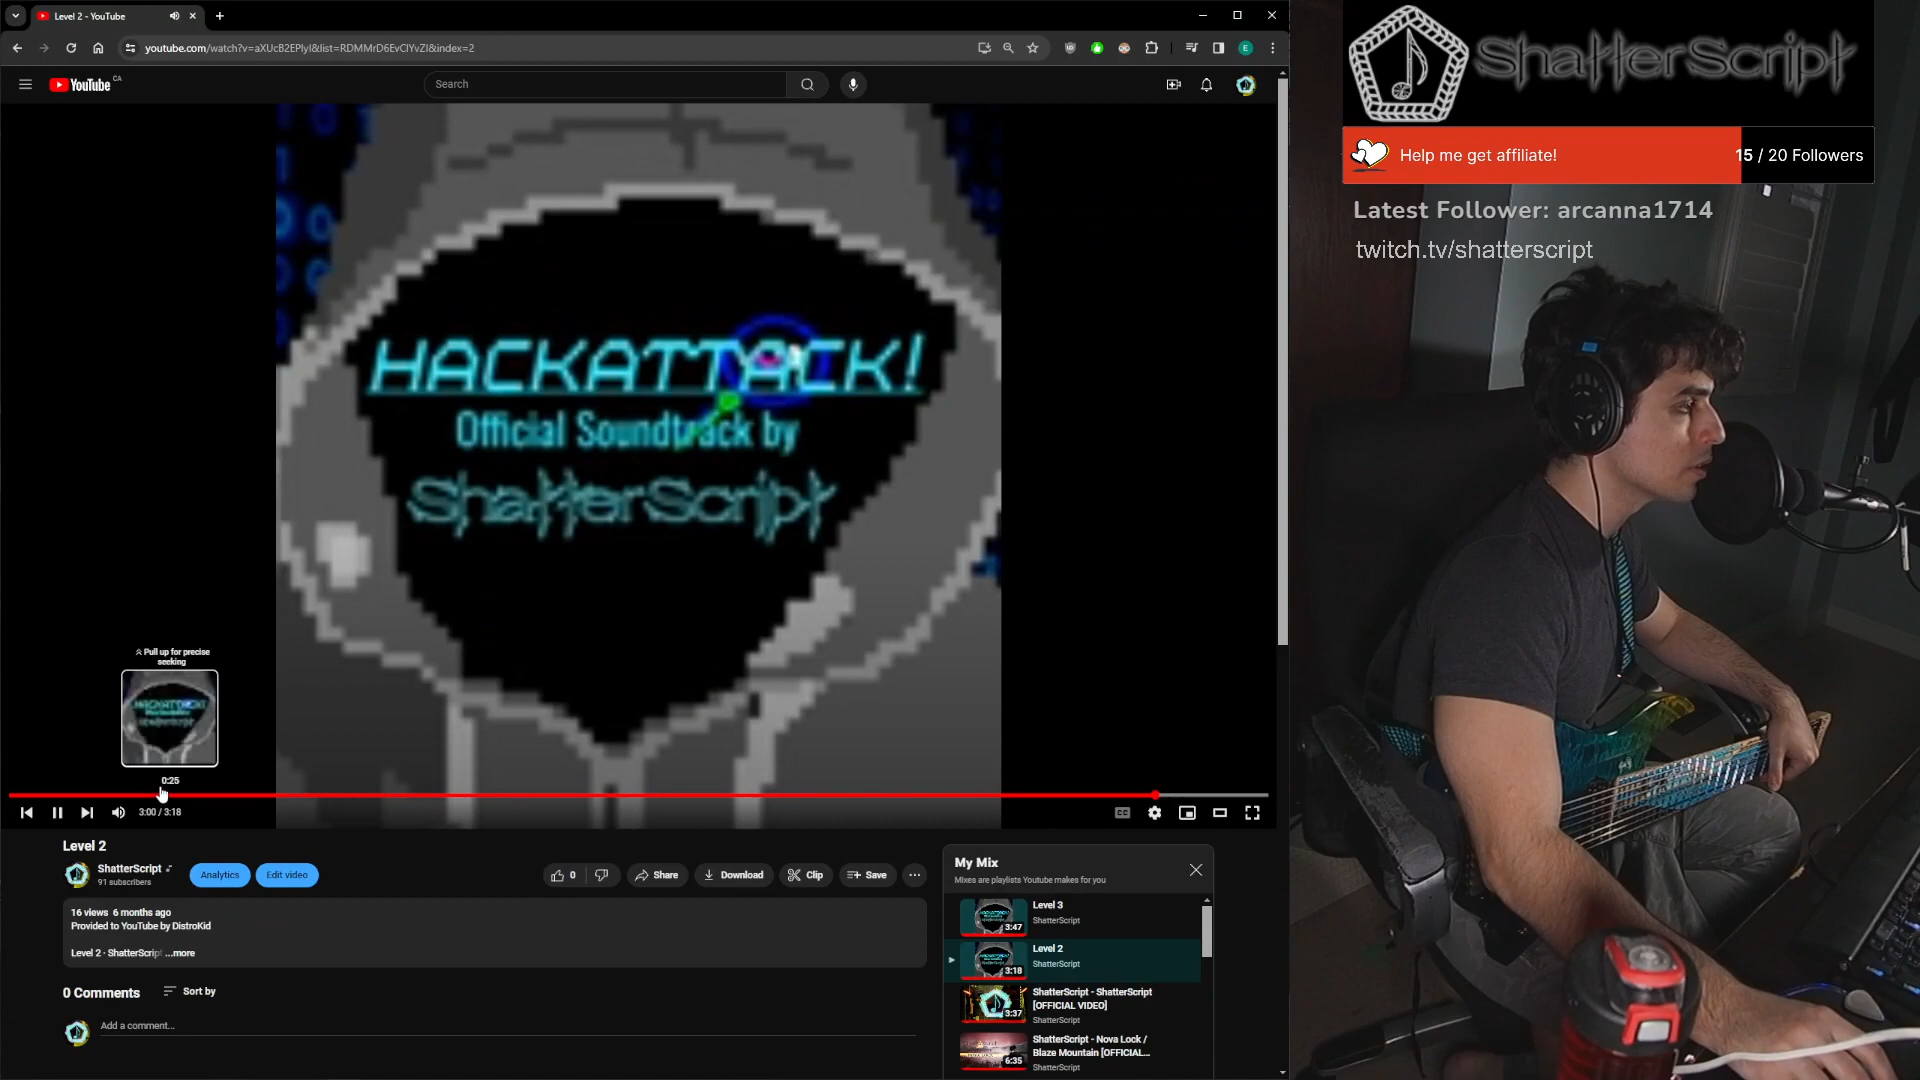 Level 2 - YouTube
youtube.com/watch?v=aXUcB2EPlyI&list=RDMMrD6EvClYvZI&index=2
YouTube CA
Search
HACKATTACK!
Official Soundtrack by
ShatterScript
Pull up for precise
seeking
0:25
3:00 / 3:18
CC
Level 2
ShatterScript
91 subscribers
Analytics
Edit video
0
Share
Download
Clip
Save
16 views 6 months ago
Provided to YouTube by DistroKid
Level 2 · ShatterScript ...more
0 Comments
Sort by
Add a comment...
My Mix
Mixes are playlists Youtube makes for you
Level 3
ShatterScript
3:47
Level 2
ShatterScript
3:18
ShatterScript - ShatterScript
[OFFICIAL VIDEO]
ShatterScript
3:37
ShatterScript - Nova Lock /
Blaze Mountain [OFFICIAL...
ShatterScript
6:35
ShatterScript
Help me get affiliate!
15 / 20 Followers
Latest Follower: arcanna1714
twitch.tv/shatterscript